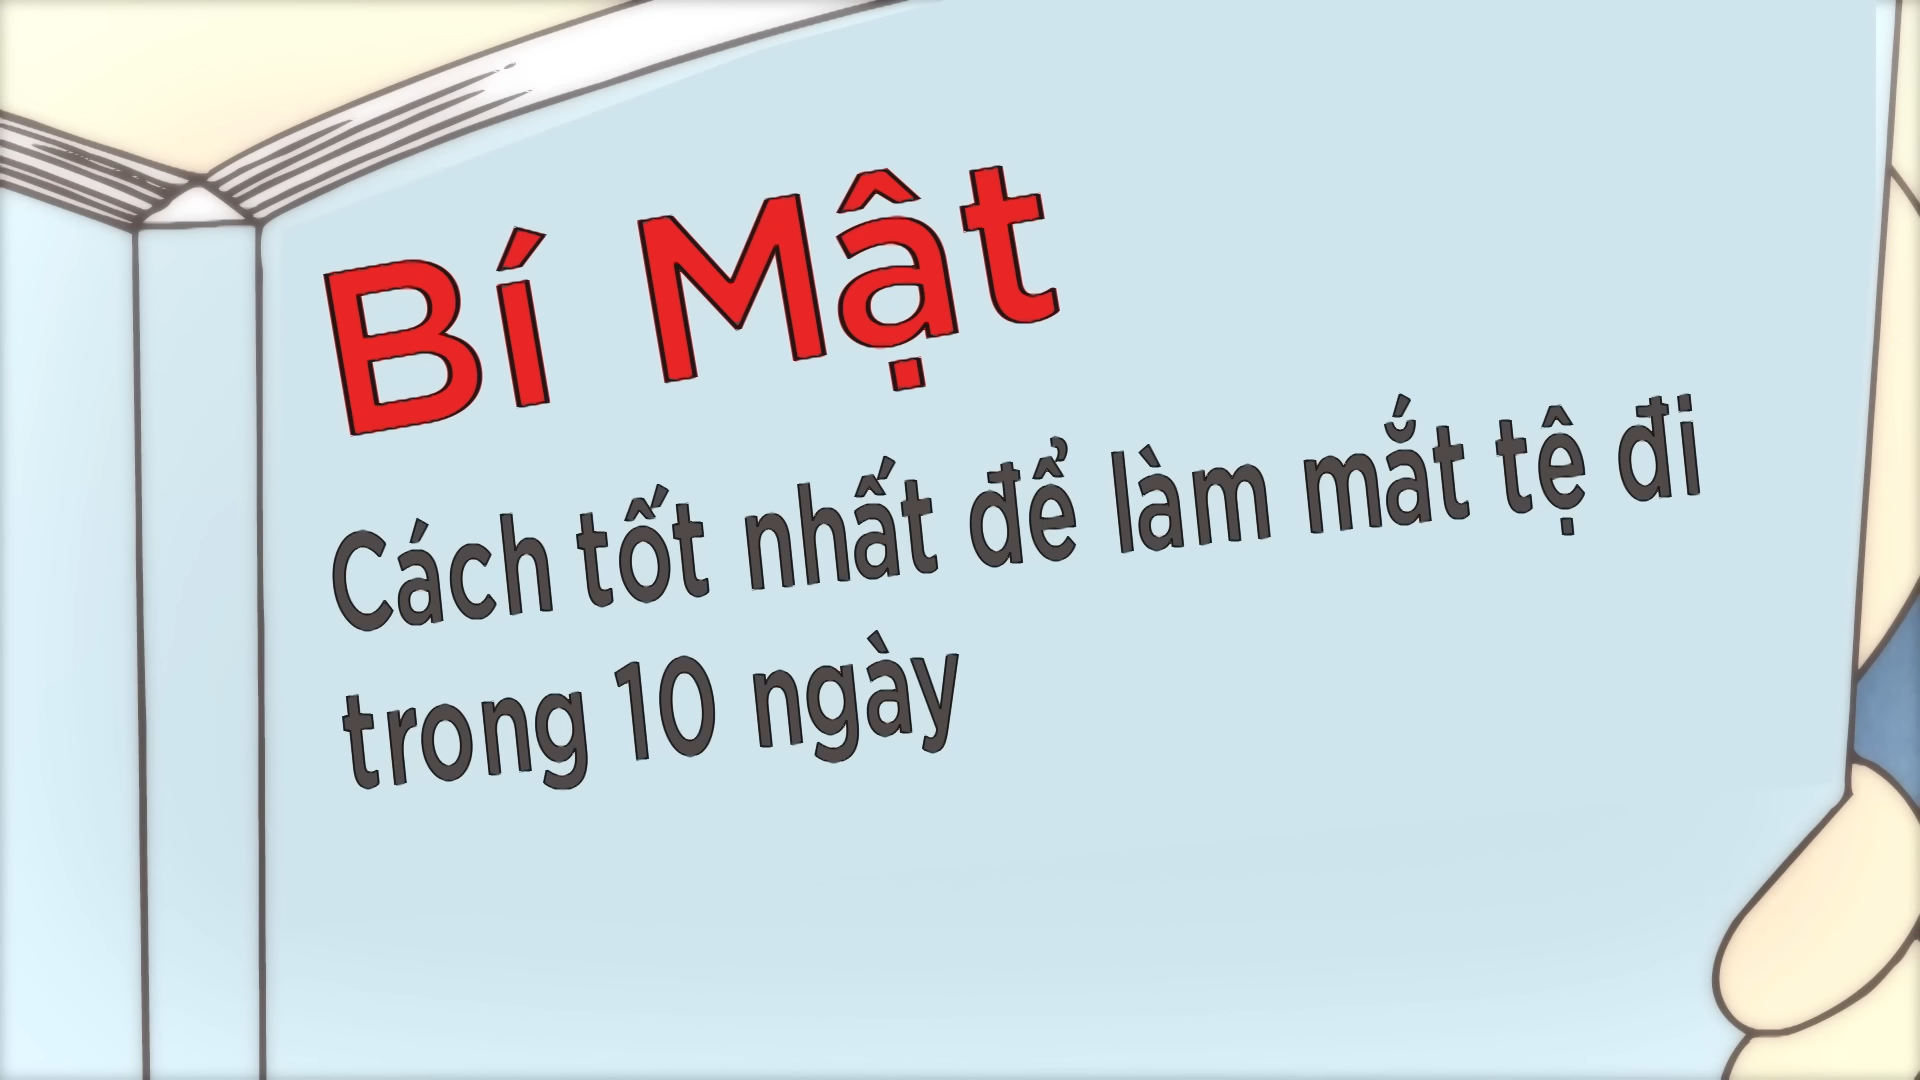 Bí Mật
Cách tốt nhất để làm mắt tệ đi
trong 10 ngày